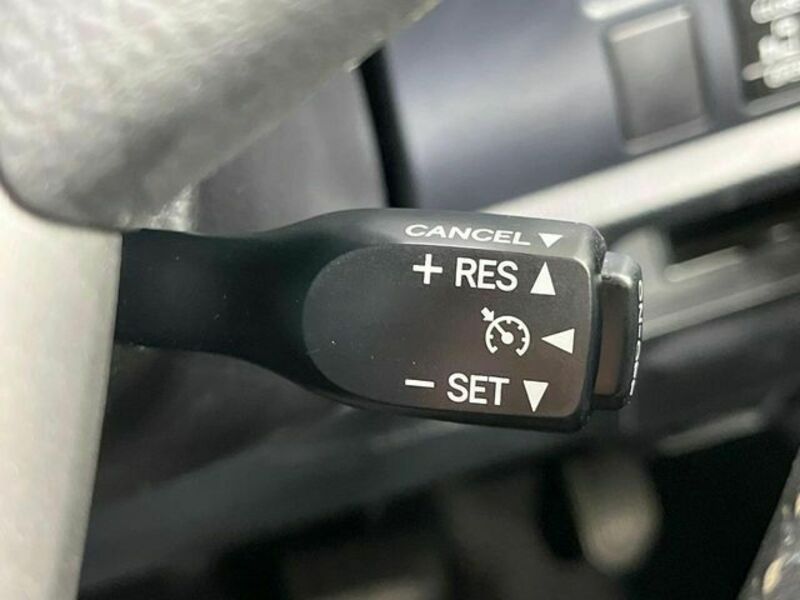 CANCEL ▼
+ RES ▲
◀
− SET ▼